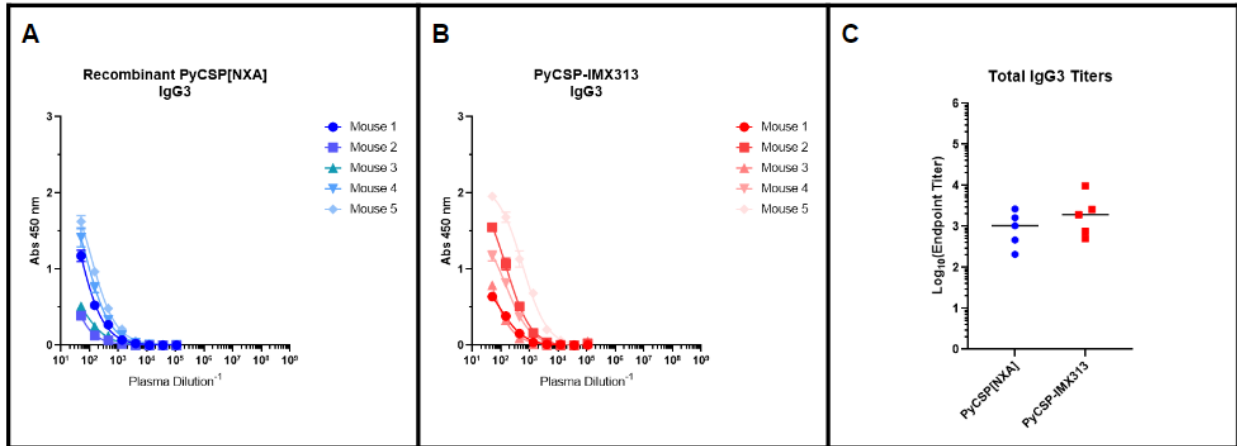 A
Recombinant PyCSP[NXA]
IgG3
3
2
1
0
Abs 450 nm
10¹ 10² 10³ 10⁴ 10⁵ 10⁶ 10⁷ 10⁸ 10⁹
Plasma Dilution⁻¹
Mouse 1
Mouse 2
Mouse 3
Mouse 4
Mouse 5
B
PyCSP-IMX313
IgG3
3
2
1
0
Abs 450 nm
10¹ 10² 10³ 10⁴ 10⁵ 10⁶ 10⁷ 10⁸ 10⁹
Plasma Dilution⁻¹
Mouse 1
Mouse 2
Mouse 3
Mouse 4
Mouse 5
C
Total IgG3 Titers
6
5
4
3
2
1
0
Log₁₀(Endpoint Titer)
PyCSP[NXA]
PyCSP-IMX313